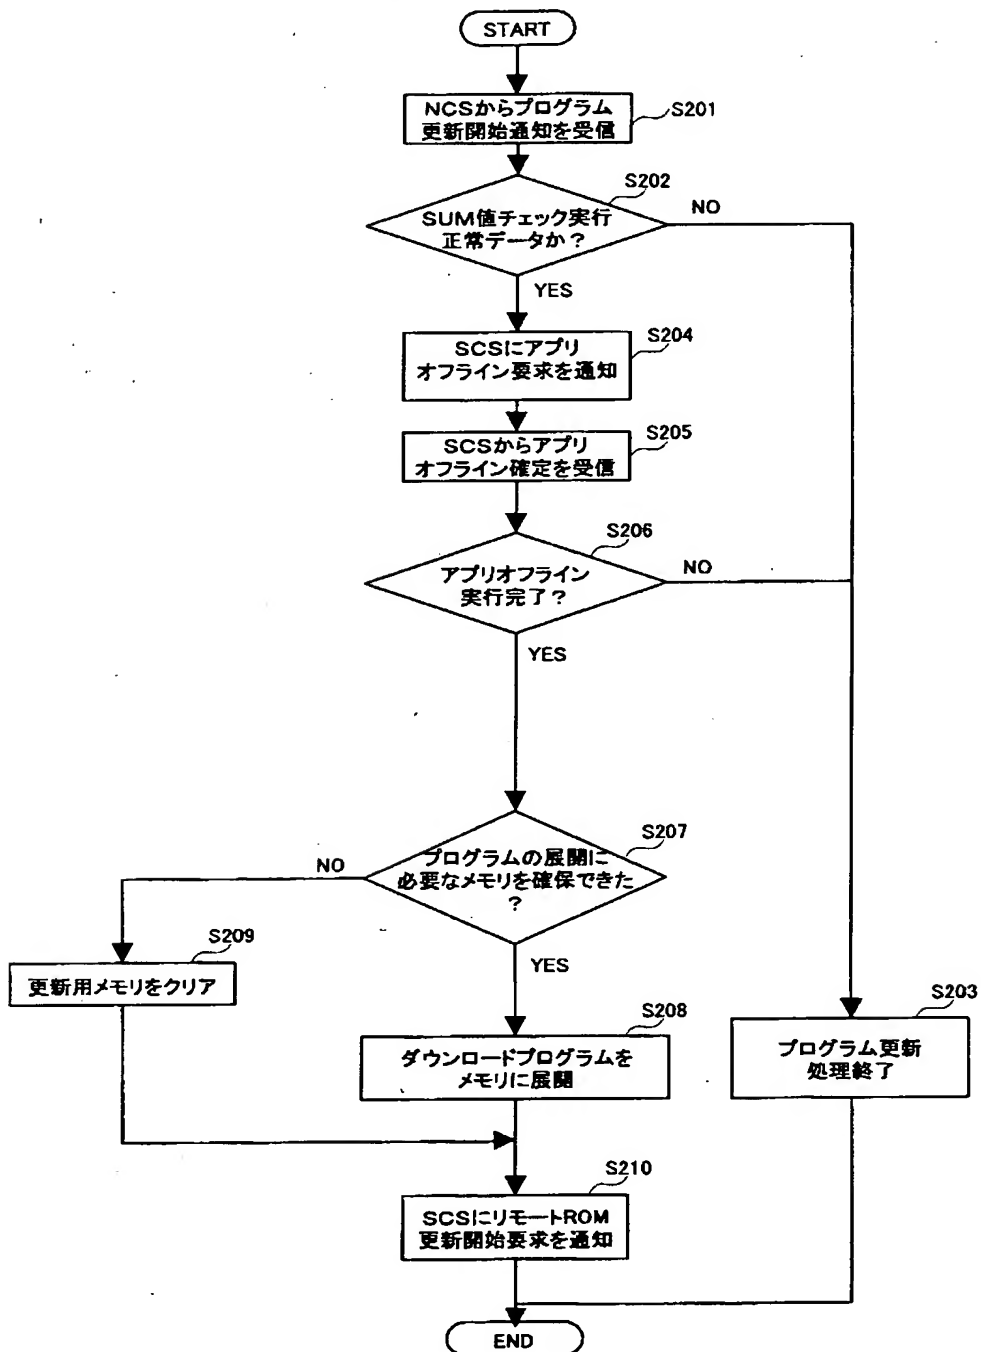 START
NCSからプログラム
更新開始通知を受信
S201
SUM値チェック実行
正常データか？
S202
NO
YES
SCSにアプリ
オフライン要求を通知
S204
SCSからアプリ
オフライン確定を受信
S205
アプリオフライン
実行完了？
S206
NO
YES
プログラムの展開に
必要なメモリを確保できた
？
S207
NO
YES
更新用メモリをクリア
S209
ダウンロードプログラムを
メモリに展開
S208
プログラム更新
処理終了
S203
SCSにリモートROM
更新開始要求を通知
S210
END